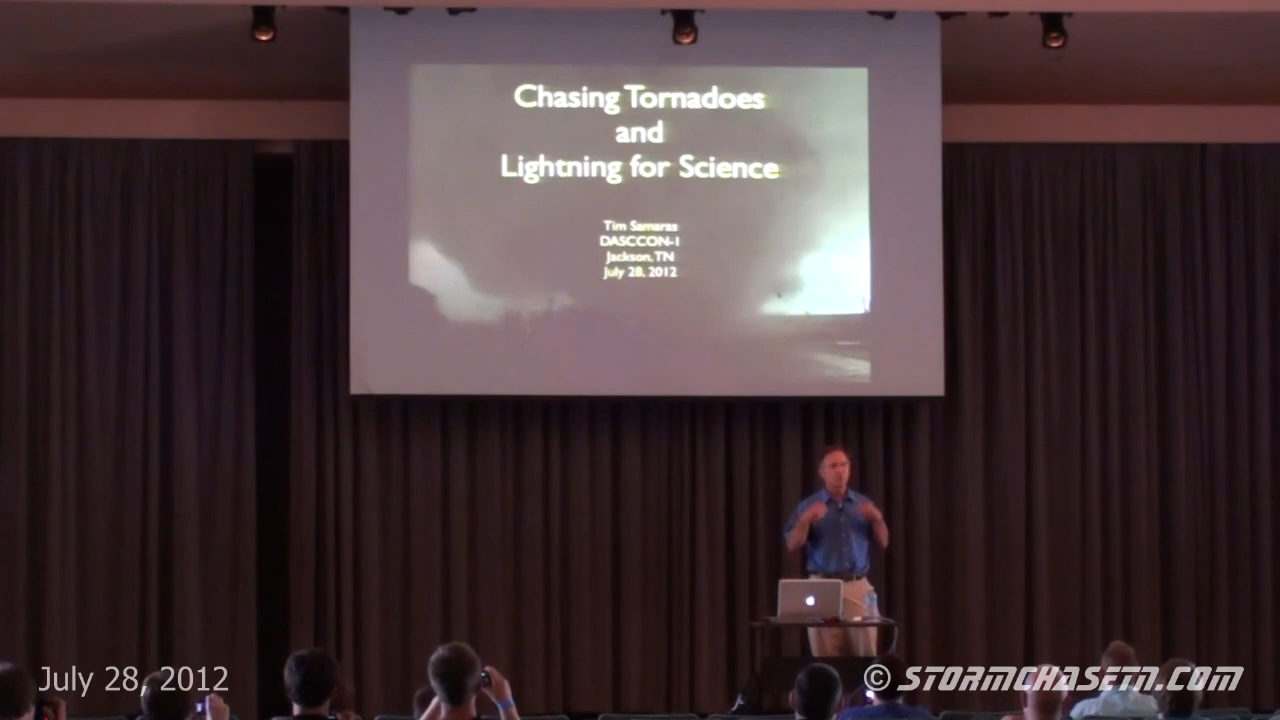 Chasing Tornadoes
and
Lightning for Science
Tim Samaras
DASCCON-1
Jackson, TN
July 28, 2012
July 28, 2012
© STORMCHASETN.COM